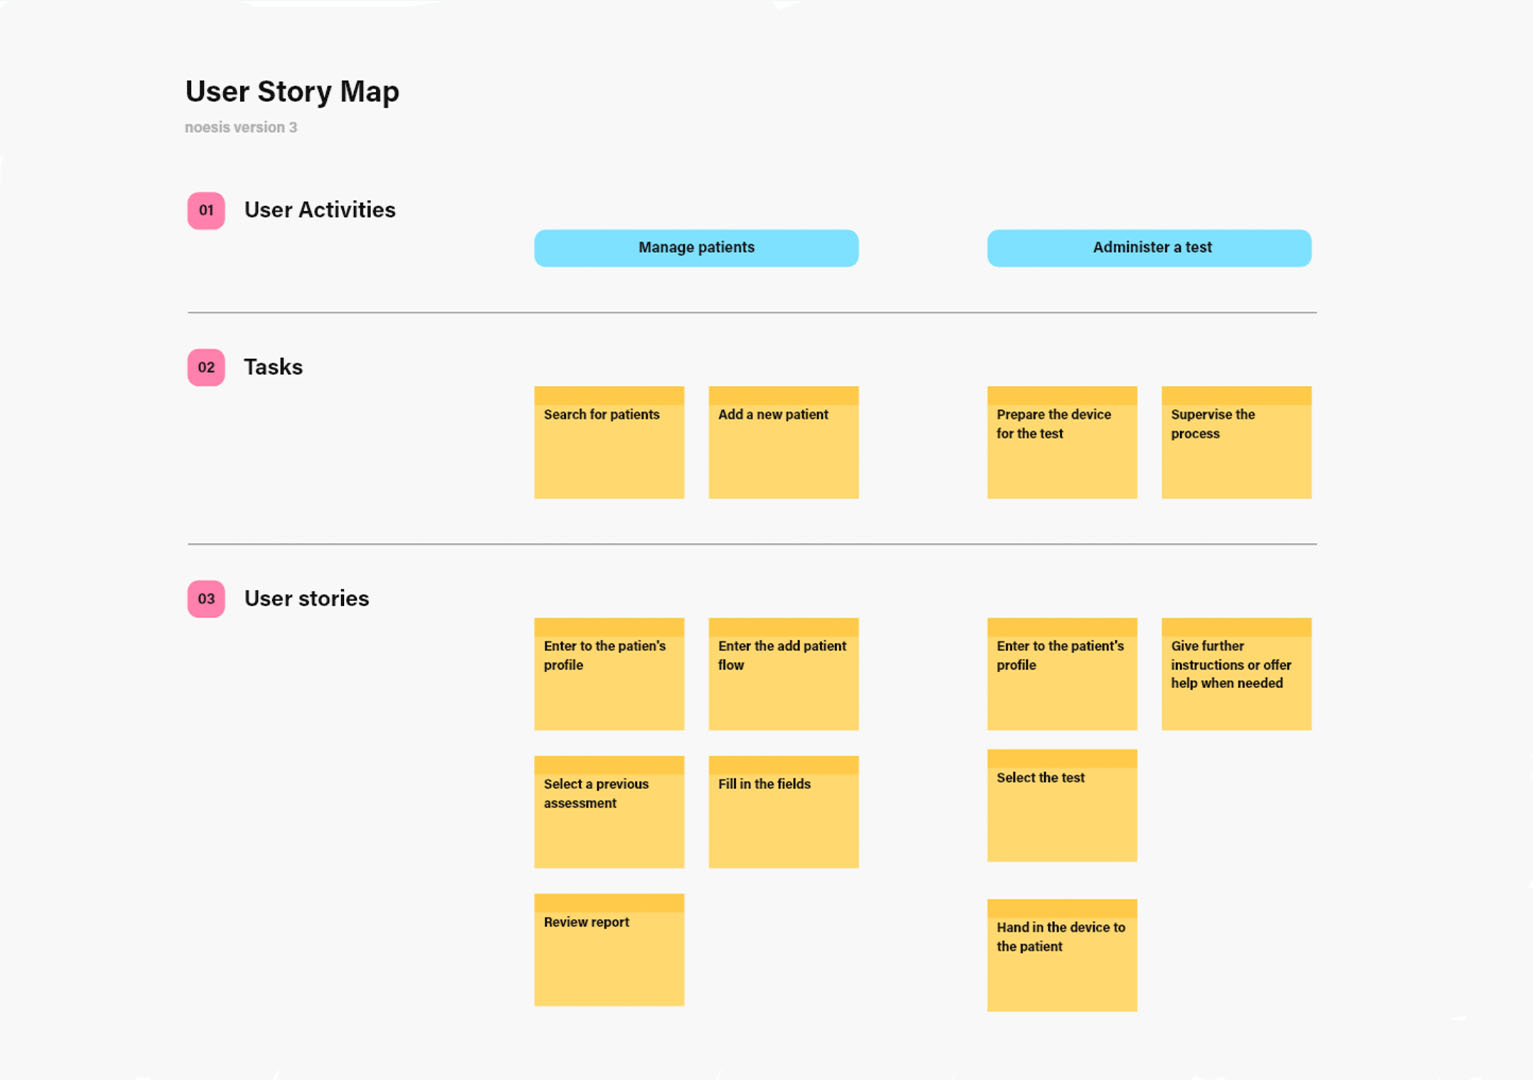 User Story Map
noesis version 3
01
User Activities
Manage patients
Administer a test
02
Tasks
Search for patients
Add a new patient
Prepare the device
for the test
Supervise the
process
03
User stories
Enter to the patien's
profile
Enter the add patient
flow
Enter to the patient's
profile
Give further
instructions or offer
help when needed
Select a previous
assessment
Fill in the fields
Select the test
Review report
Hand in the device to
the patient